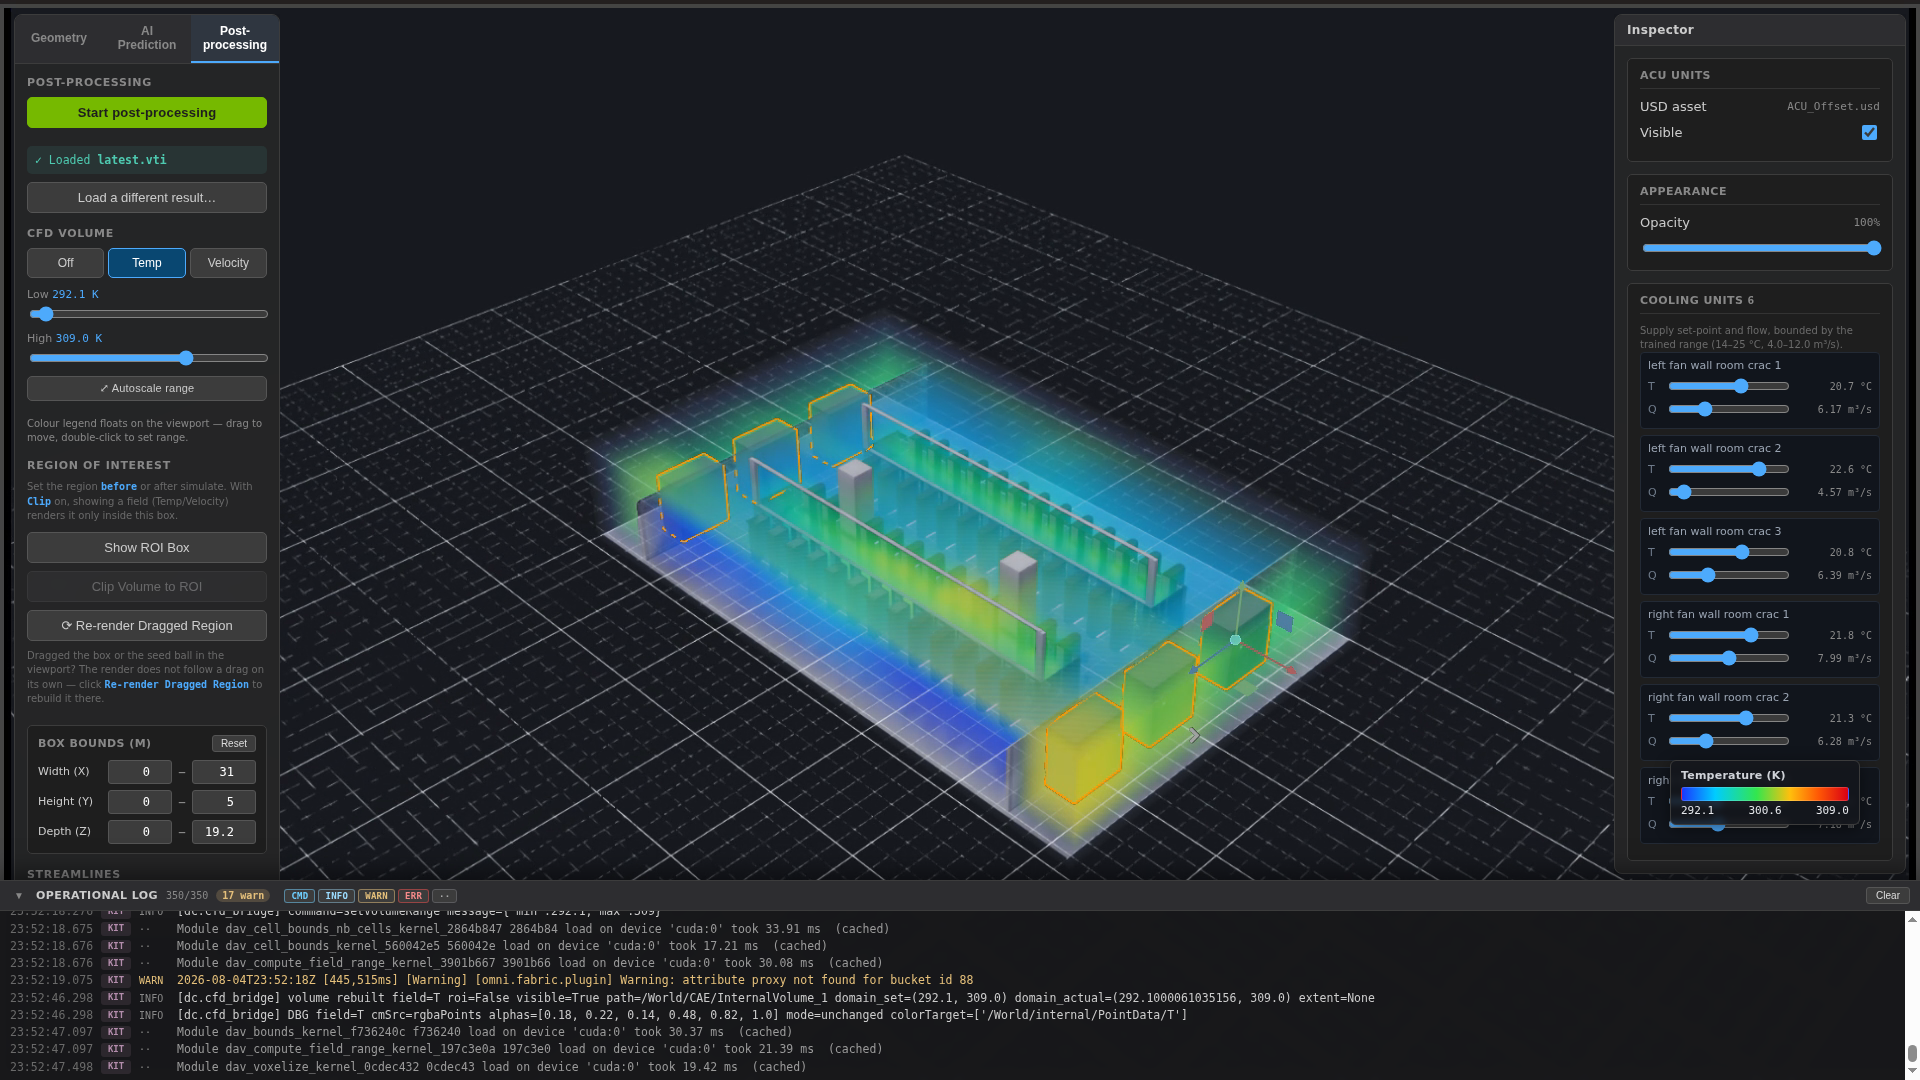 Geometry
AI Prediction
Post-processing
POST-PROCESSING
Start post-processing
✓ Loaded latest.vti
Load a different result…
CFD VOLUME
Off
Temp
Velocity
Low 292.1 K
High 309.0 K
⤢ Autoscale range
Colour legend floats on the viewport — drag to
move, double-click to set range.
REGION OF INTEREST
Set the region before or after simulate. With
Clip on, showing a field (Temp/Velocity)
renders it only inside this box.
Show ROI Box
Clip Volume to ROI
⟳ Re-render Dragged Region
Dragged the box or the seed ball in the
viewport? The render does not follow a drag on
its own — click Re-render Dragged Region to
rebuild it there.
BOX BOUNDS (M)
Reset
Width (X) 0 – 31
Height (Y) 0 – 5
Depth (Z) 0 – 19.2
STREAMLINES
Inspector
ACU UNITS
USD asset ACU_Offset.usd
Visible
APPEARANCE
Opacity 100%
COOLING UNITS 6
Supply set-point and flow, bounded by the
trained range (14–25 °C, 4.0–12.0 m³/s).
left fan wall room crac 1
T 20.7 °C
Q 6.17 m³/s
left fan wall room crac 2
T 22.6 °C
Q 4.57 m³/s
left fan wall room crac 3
T 20.8 °C
Q 6.39 m³/s
right fan wall room crac 1
T 21.8 °C
Q 7.99 m³/s
right fan wall room crac 2
T 21.3 °C
Q 6.28 m³/s
Temperature (K)
T °C
292.1 300.6 309.0
Q
▼ OPERATIONAL LOG 350/350 17 warn CMD INFO WARN ERR ·· Clear
23:52:18.675 KIT ·· Module dav_cell_bounds_nb_cells_kernel_2864b847 2864b84 load on device 'cuda:0' took 33.91 ms (cached)
23:52:18.676 KIT ·· Module dav_cell_bounds_kernel_560042e5 560042e load on device 'cuda:0' took 17.21 ms (cached)
23:52:18.676 KIT ·· Module dav_compute_field_range_kernel_3901b667 3901b66 load on device 'cuda:0' took 30.08 ms (cached)
23:52:19.075 KIT WARN 2026-08-04T23:52:18Z [445,515ms] [Warning] [omni.fabric.plugin] Warning: attribute proxy not found for bucket id 88
23:52:46.298 KIT INFO [dc.cfd_bridge] volume rebuilt field=T roi=False visible=True path=/World/CAE/InternalVolume_1 domain_set=(292.1, 309.0) domain_actual=(292.1000061035156, 309.0) extent=None
23:52:46.298 KIT INFO [dc.cfd_bridge] DBG field=T cmSrc=rgbaPoints alphas=[0.18, 0.22, 0.14, 0.48, 0.82, 1.0] mode=unchanged colorTarget=['/World/internal/PointData/T']
23:52:47.097 KIT ·· Module dav_bounds_kernel_f736240c f736240 load on device 'cuda:0' took 30.37 ms (cached)
23:52:47.097 KIT ·· Module dav_compute_field_range_kernel_197c3e0a 197c3e0 load on device 'cuda:0' took 21.39 ms (cached)
23:52:47.498 KIT ·· Module dav_voxelize_kernel_0cdec432 0cdec43 load on device 'cuda:0' took 19.42 ms (cached)